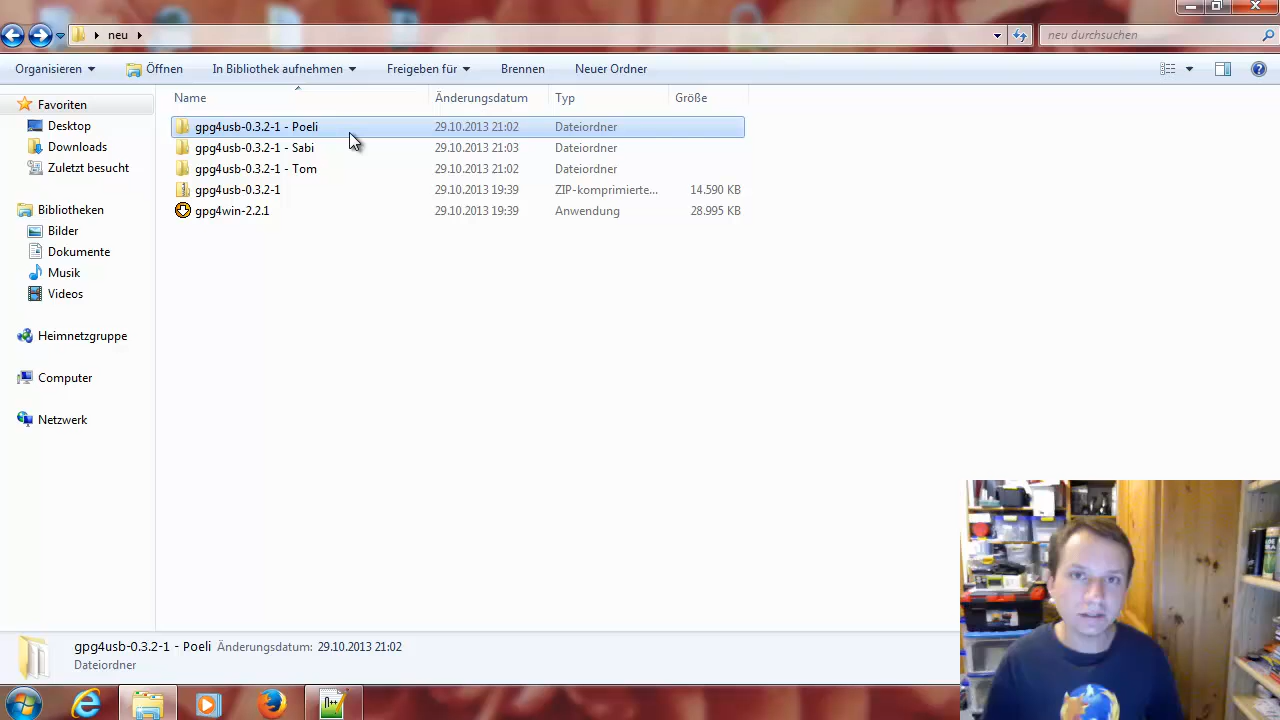 neu
neu durchsuchen
Organisieren
Öffnen
In Bibliothek aufnehmen
Freigeben für
Brennen
Neuer Ordner
Name Änderungsdatum Typ Größe
gpg4usb-0.3.2-1 - Poeli 29.10.2013 21:02 Dateiordner
gpg4usb-0.3.2-1 - Sabi 29.10.2013 21:03 Dateiordner
gpg4usb-0.3.2-1 - Tom 29.10.2013 21:02 Dateiordner
gpg4usb-0.3.2-1 29.10.2013 19:39 ZIP-komprimierte... 14.590 KB
gpg4win-2.2.1 29.10.2013 19:39 Anwendung 28.995 KB
Favoriten
Desktop
Downloads
Zuletzt besucht
Bibliotheken
Bilder
Dokumente
Musik
Videos
Heimnetzgruppe
Computer
Netzwerk
gpg4usb-0.3.2-1 - Poeli Änderungsdatum: 29.10.2013 21:02
Dateiordner